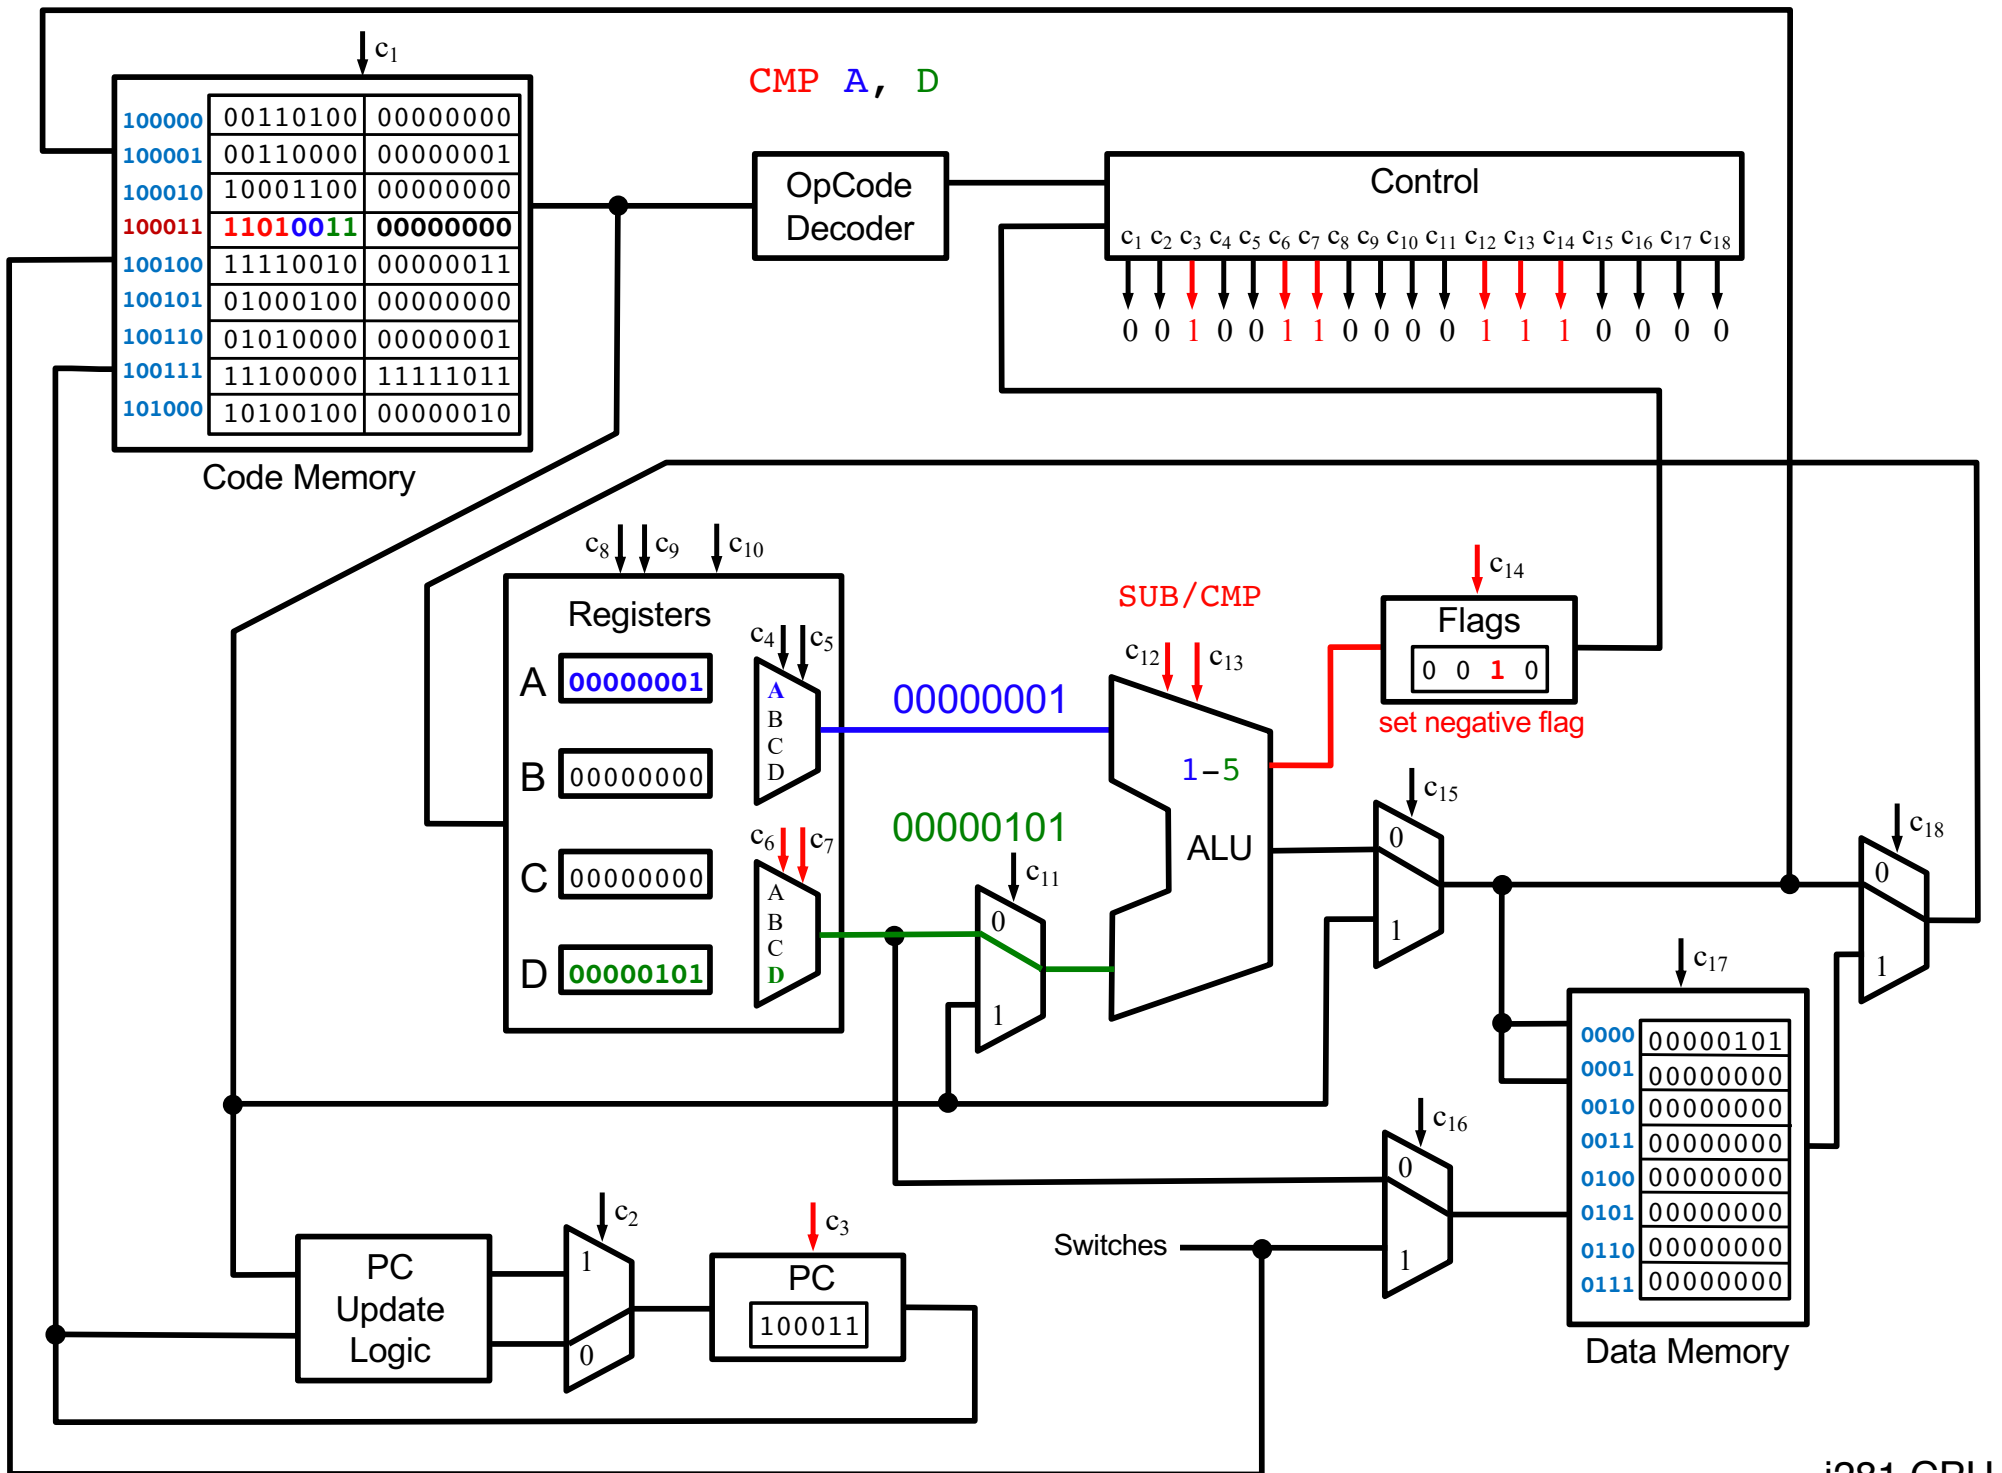 c1
CMP A, D
100000 00110100 00000000
100001 00110000 00000001
100010 10001100 00000000
100011 11010011 00000000
100100 11110010 00000011
100101 01000100 00000000
100110 01010000 00000001
100111 11100000 11111011
101000 10100100 00000010
Code Memory
OpCode
Decoder
Control
c1 c2 c3 c4 c5 c6 c7 c8 c9 c10 c11 c12 c13 c14 c15 c16 c17 c18
0 0 1 0 0 1 1 0 0 0 0 1 1 1 0 0 0 0
c8 c9 c10
Registers
c4 c5
A 00000001
B 00000000
C 00000000
D 00000101
A
B
C
D
c6 c7
A
B
C
D
00000001
00000101
c11
0
1
SUB/CMP
c12 c13
1-5
ALU
c14
Flags
0 0 1 0
set negative flag
c15
0
1
c18
0
1
c17
0000 00000101
0001 00000000
0010 00000000
0011 00000000
0100 00000000
0101 00000000
0110 00000000
0111 00000000
Data Memory
c16
0
1
Switches
PC
Update
Logic
c2
1
0
c3
PC
100011